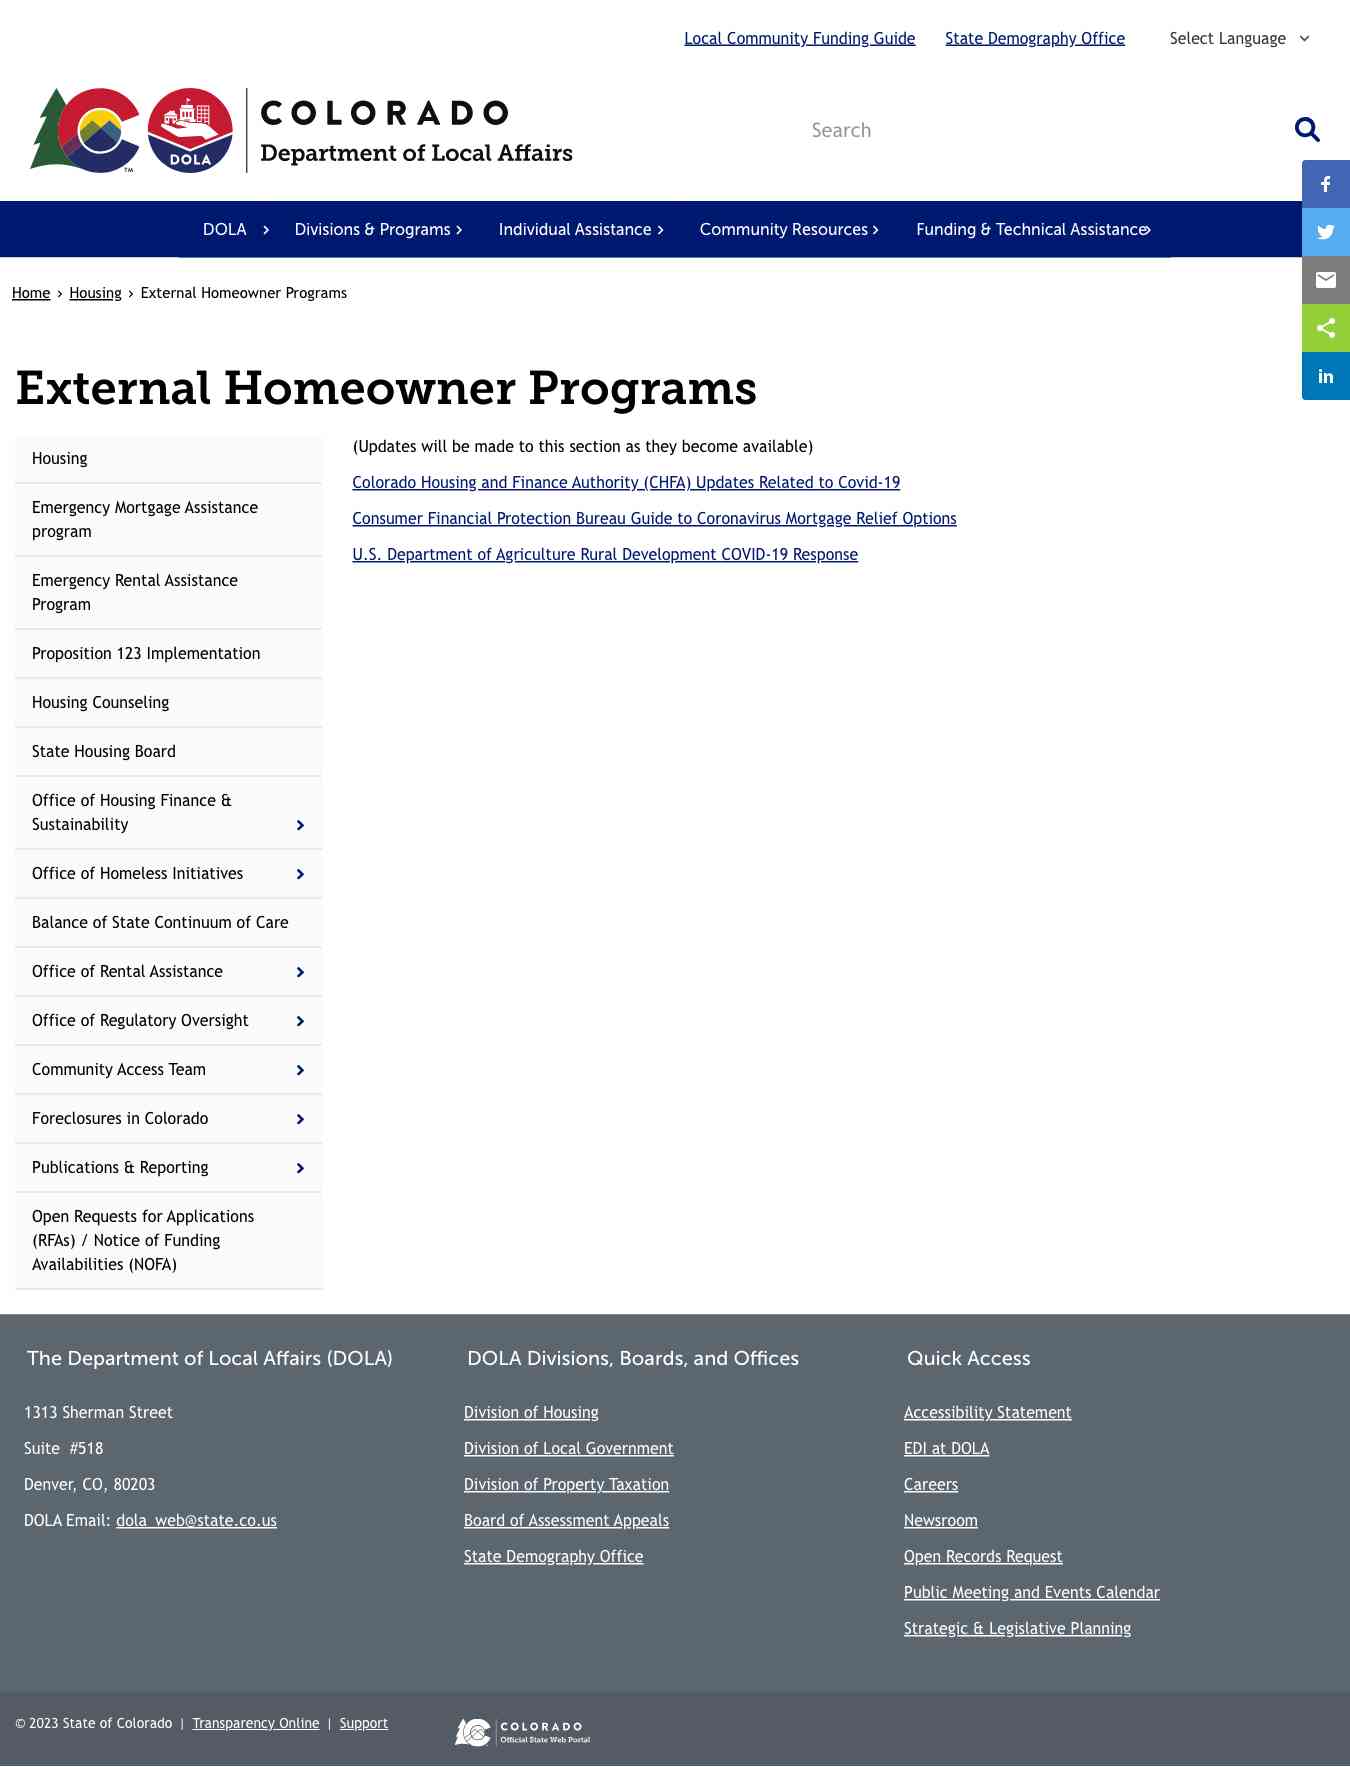 Local Community Funding Guide
State Demography Office
Select Language
COLORADO
Department of Local Affairs
DOLA
TM
Search
DOLA
Divisions & Programs
Individual Assistance
Community Resources
Funding & Technical Assistance
Home › Housing › External Homeowner Programs
External Homeowner Programs
Housing
Emergency Mortgage Assistance
program
Emergency Rental Assistance
Program
Proposition 123 Implementation
Housing Counseling
State Housing Board
Office of Housing Finance &
Sustainability
Office of Homeless Initiatives
Balance of State Continuum of Care
Office of Rental Assistance
Office of Regulatory Oversight
Community Access Team
Foreclosures in Colorado
Publications & Reporting
Open Requests for Applications
(RFAs) / Notice of Funding
Availabilities (NOFA)
(Updates will be made to this section as they become available)
Colorado Housing and Finance Authority (CHFA) Updates Related to Covid-19
Consumer Financial Protection Bureau Guide to Coronavirus Mortgage Relief Options
U.S. Department of Agriculture Rural Development COVID-19 Response
The Department of Local Affairs (DOLA)
1313 Sherman Street
Suite #518
Denver, CO, 80203
DOLA Email: dola_web@state.co.us
DOLA Divisions, Boards, and Offices
Division of Housing
Division of Local Government
Division of Property Taxation
Board of Assessment Appeals
State Demography Office
Quick Access
Accessibility Statement
EDI at DOLA
Careers
Newsroom
Open Records Request
Public Meeting and Events Calendar
Strategic & Legislative Planning
© 2023 State of Colorado | Transparency Online | Support
COLORADO
Official State Web Portal